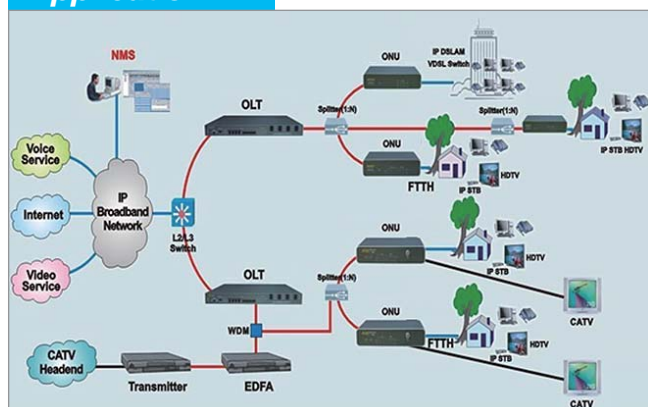 NMS
ONU
IP DSLAM
VDSL Switch
OLT
Splitter(1:N)
Splitter(1:N)
IP STB HDTV
Voice
Service
ONU
HDTV
FTTH
IP STB
IP
Broadband
Network
Internet
L2/L3
Switch
Video
Service
OLT
Splitter(1:N)
ONU
HDTV
IP STB
CATV
WDM
ONU
FTTH
HDTV
IP STB
CATV
Headend
Transmitter
EDFA
CATV